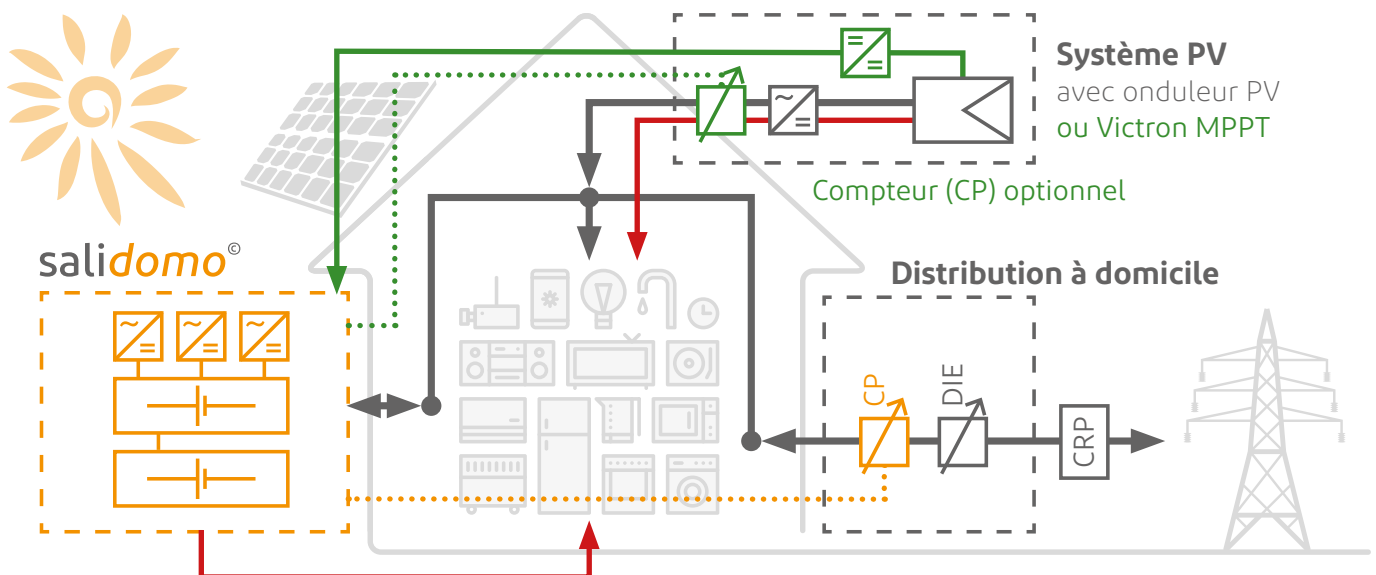 Système PV
avec onduleur PV
ou Victron MPPT
Compteur (CP) optionnel
salidomo©
Distribution à domicile
CP
DIE
CRP